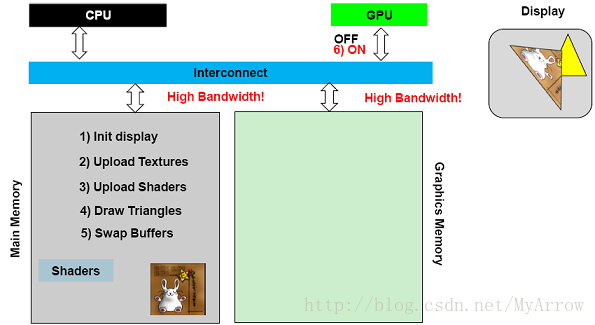 CPU
GPU
Display
OFF
6) ON
Interconnect
High Bandwidth!
High Bandwidth!
1) Init display
2) Upload Textures
3) Upload Shaders
4) Draw Triangles
5) Swap Buffers
Main Memory
Graphics Memory
Shaders
http://blog.csdn.net/MyArrow